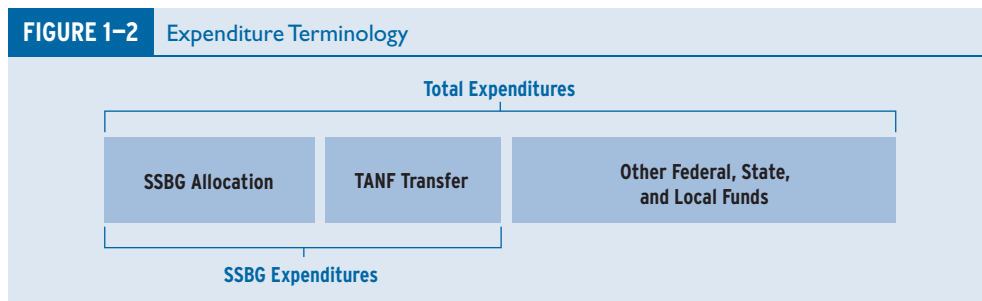 FIGURE 1–2 Expenditure Terminology
Total Expenditures
SSBG Allocation
TANF Transfer
Other Federal, State,
and Local Funds
SSBG Expenditures